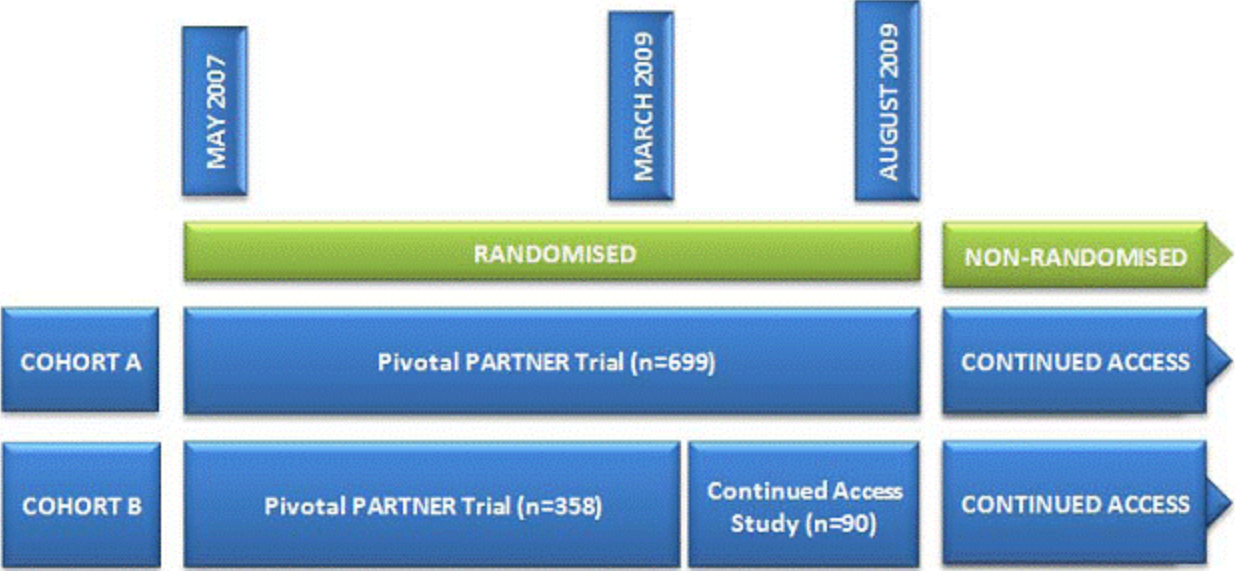 MAY 2007
MARCH 2009
AUGUST 2009
RANDOMISED
NON-RANDOMISED
COHORT A
Pivotal PARTNER Trial (n=699)
CONTINUED ACCESS
COHORT B
Pivotal PARTNER Trial (n=358)
Continued Access
Study (n=90)
CONTINUED ACCESS